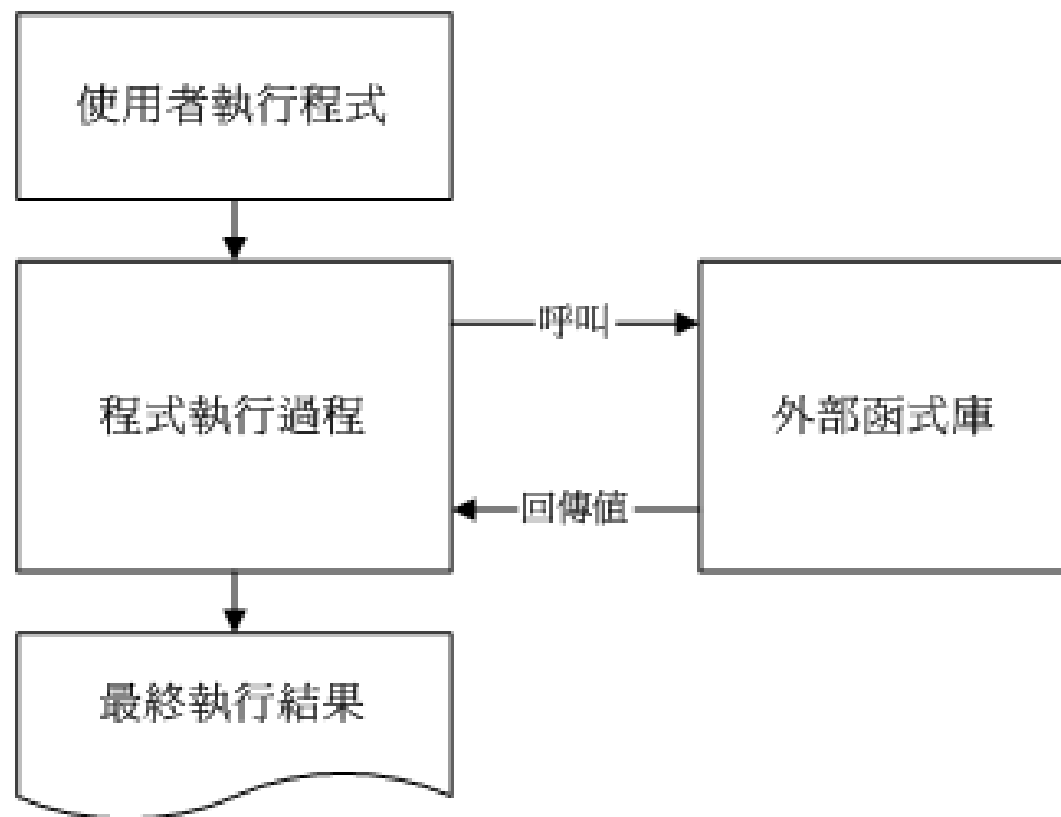 使用者執行程式
程式執行過程
呼叫
外部函式庫
回傳值
最終執行結果